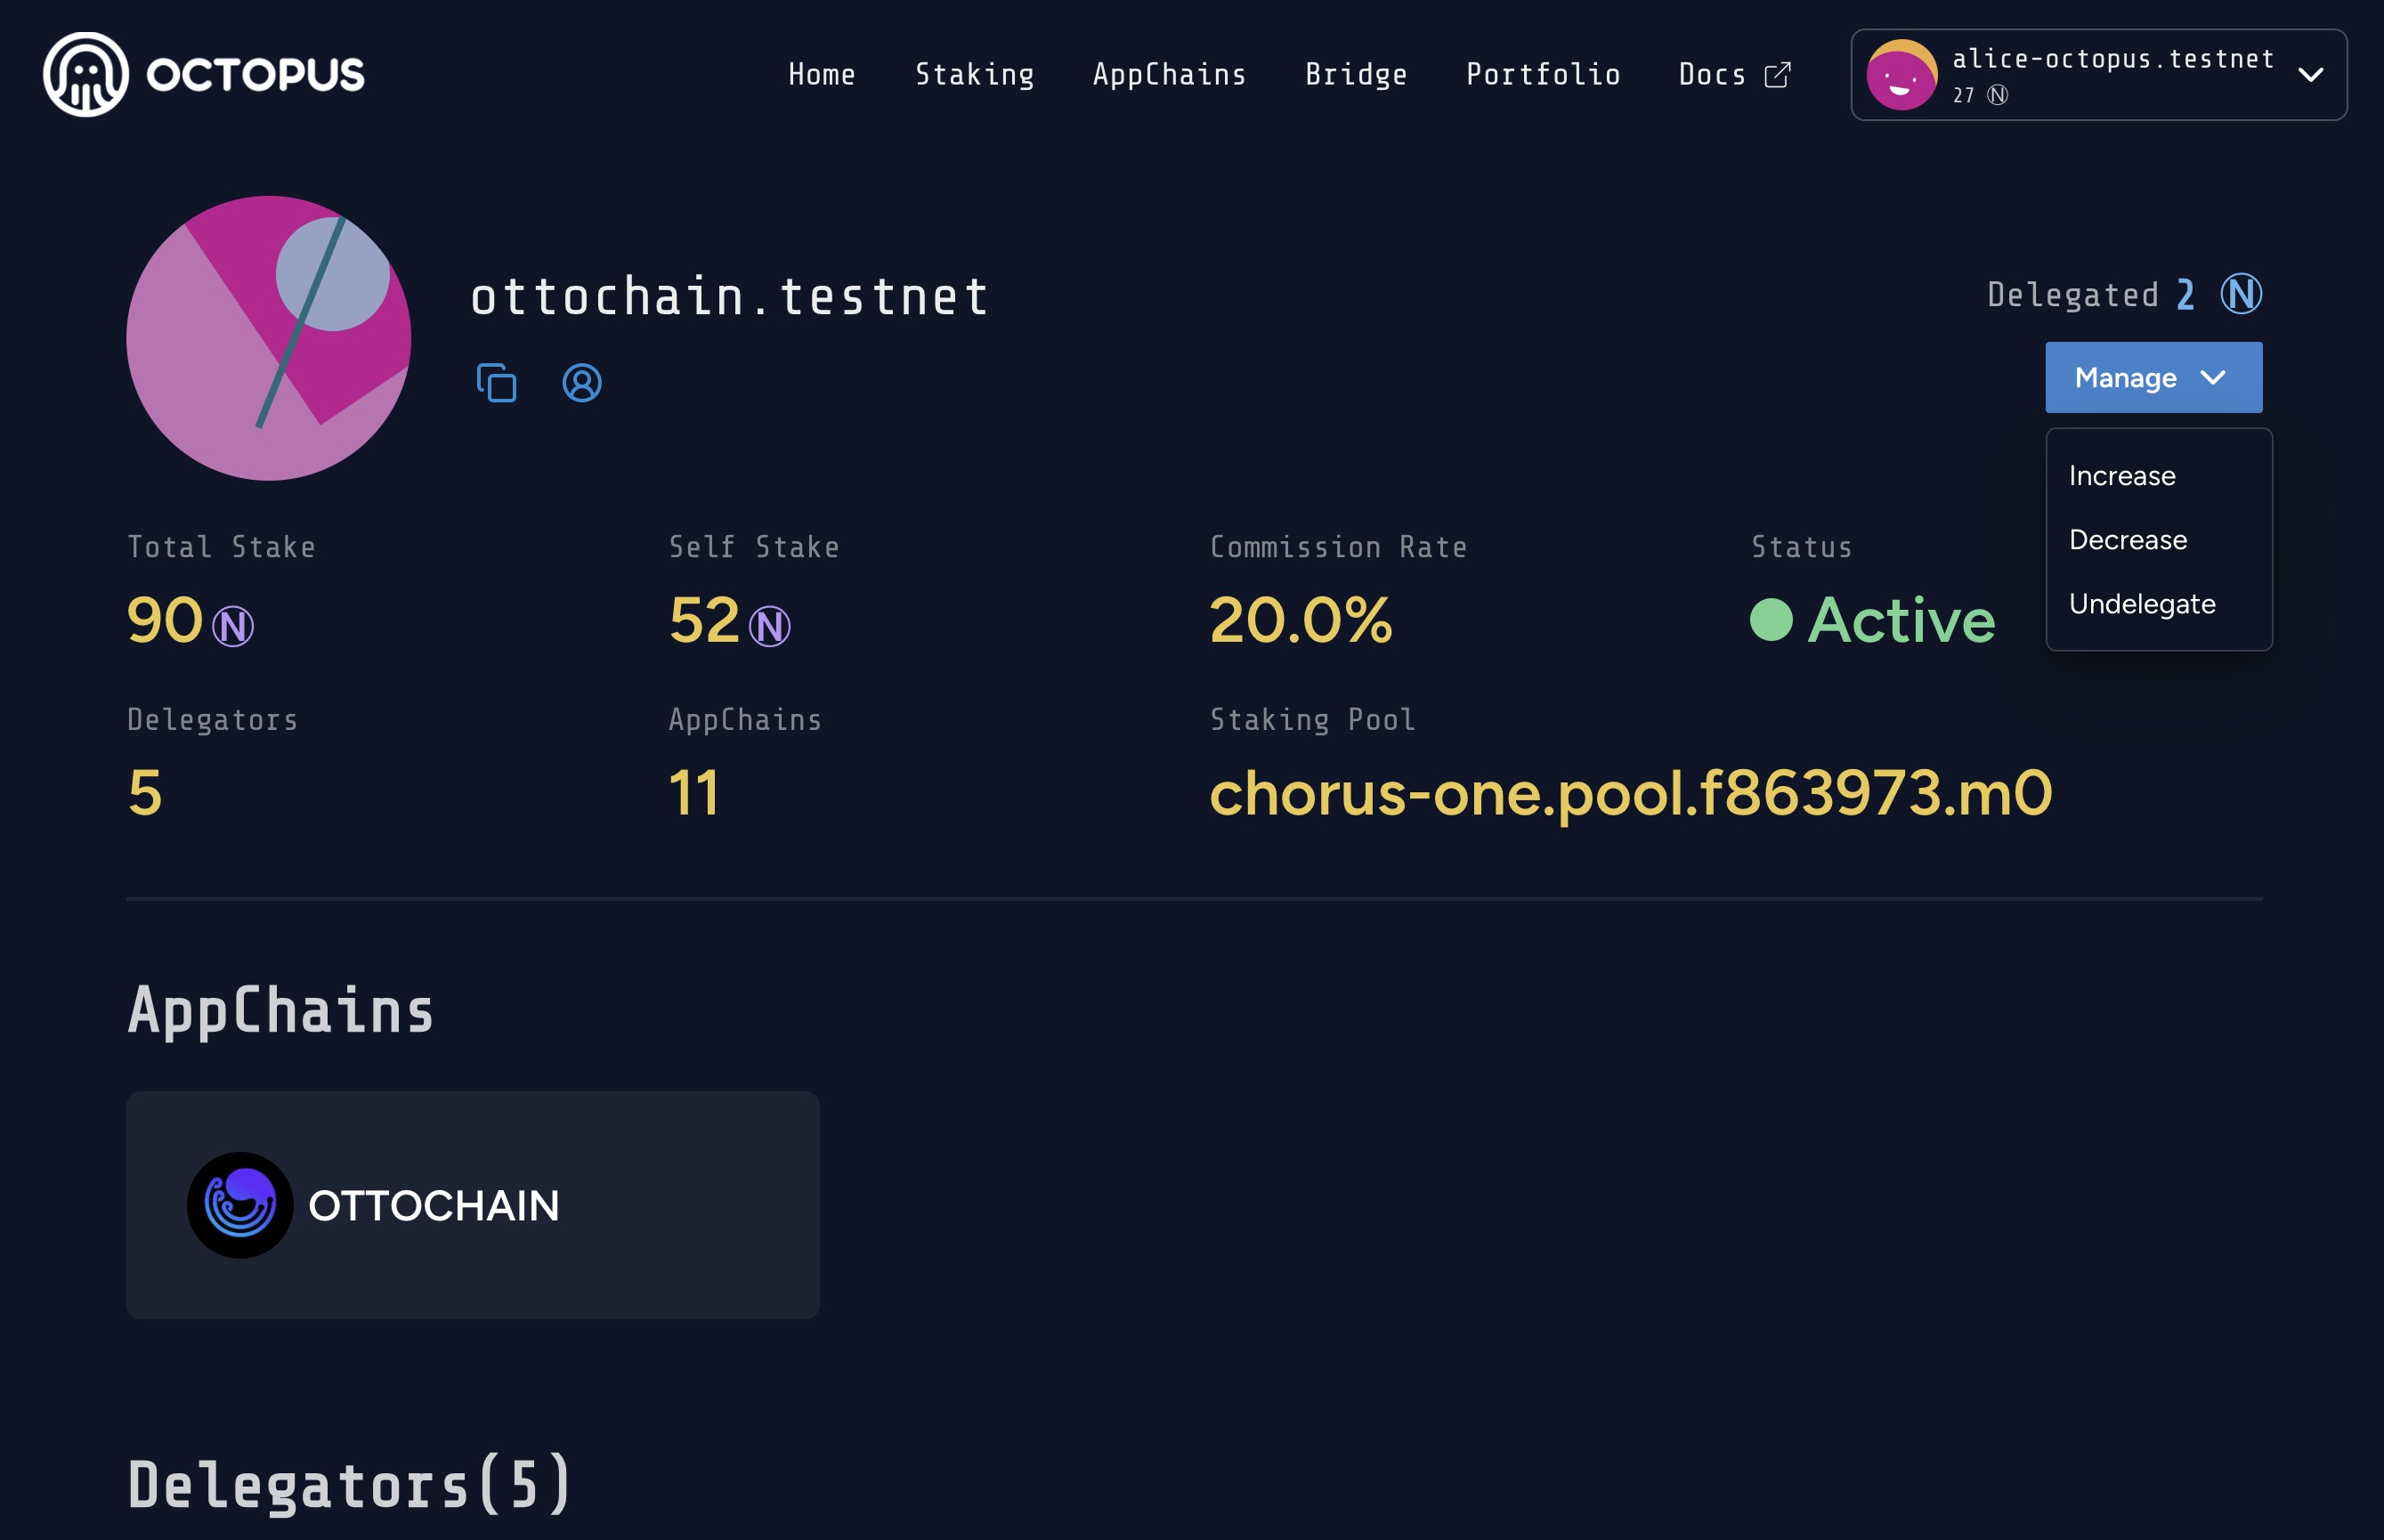 OCTOPUS
Home Staking AppChains Bridge Portfolio Docs
alice-octopus.testnet
27 Ⓝ
ottochain.testnet
Delegated 2 Ⓝ
Manage
Increase
Decrease
Undelegate
Total Stake Self Stake Commission Rate Status
90 Ⓝ 52 Ⓝ 20.0% Active
Delegators AppChains Staking Pool
5 11 chorus-one.pool.f863973.m0
AppChains
OTTOCHAIN
Delegators(5)